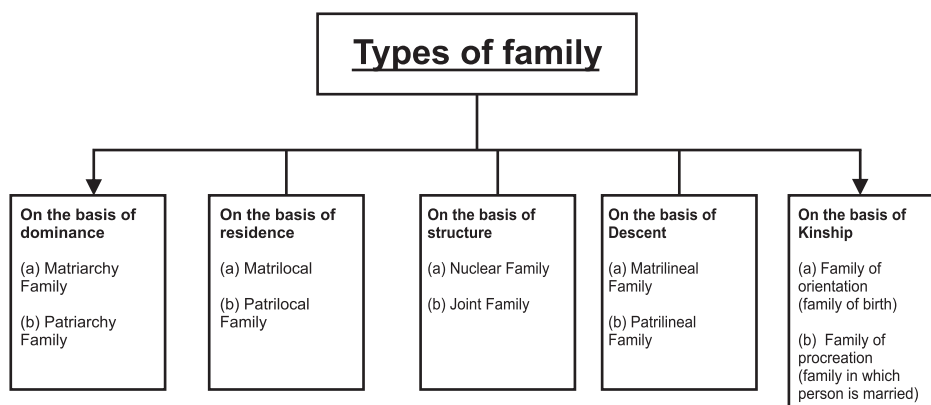 Types of family
On the basis of
dominance
(a) Matriarchy
Family
(b) Patriarchy
Family
On the basis of
residence
(a) Matrilocal
(b) Patrilocal
Family
On the basis of
structure
(a) Nuclear Family
(b) Joint Family
On the basis of
Descent
(a) Matrilineal
Family
(b) Patrilineal
Family
On the basis of
Kinship
(a) Family of
orientation
(family of birth)
(b) Family of
procreation
(family in which
person is married)